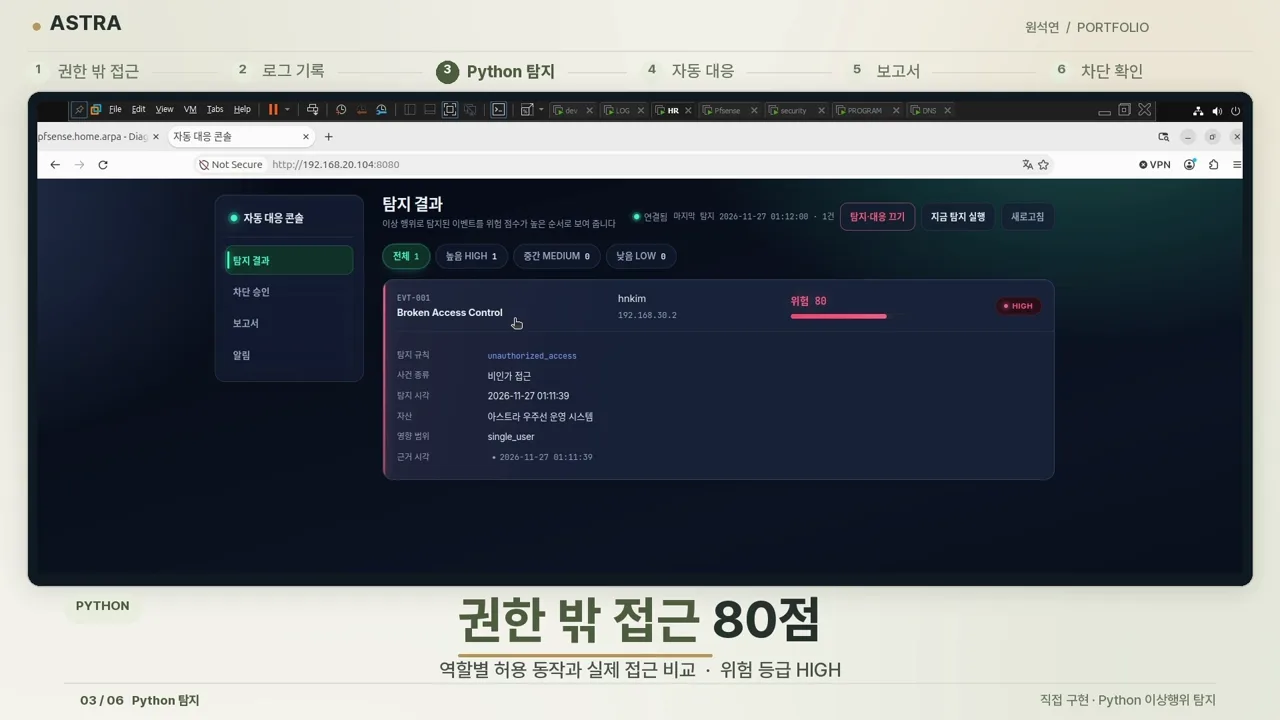 ASTRA
원석연 / PORTFOLIO
1 권한 밖 접근
2 로그 기록
3 Python 탐지
4 자동 대응
5 보고서
6 차단 확인
File Edit View VM Tabs Help
dev LOG HR Pfsense security PROGRAM DNS
pfsense.home.arpa - Diag
자동 대응 콘솔
Not Secure http://192.168.20.104:8080
VPN
자동 대응 콘솔
탐지 결과
차단 승인
보고서
알림
탐지 결과
이상 행위로 탐지된 이벤트를 위험 점수가 높은 순서로 보여 줍니다
연결됨 마지막 탐지 2026-11-27 01:12:00 · 1건
탐지·대응 끄기
지금 탐지 실행
새로고침
전체 1
높음 HIGH 1
중간 MEDIUM 0
낮음 LOW 0
EVT-001
Broken Access Control
hnkim
192.168.30.2
위험 80
HIGH
탐지 규칙 unauthorized_access
사건 종류 비인가 접근
탐지 시각 2026-11-27 01:11:39
자산 아스트라 우주선 운영 시스템
영향 범위 single_user
근거 시각 • 2026-11-27 01:11:39
PYTHON
권한 밖 접근 80점
역할별 허용 동작과 실제 접근 비교 · 위험 등급 HIGH
03 / 06 Python 탐지
직접 구현 · Python 이상행위 탐지